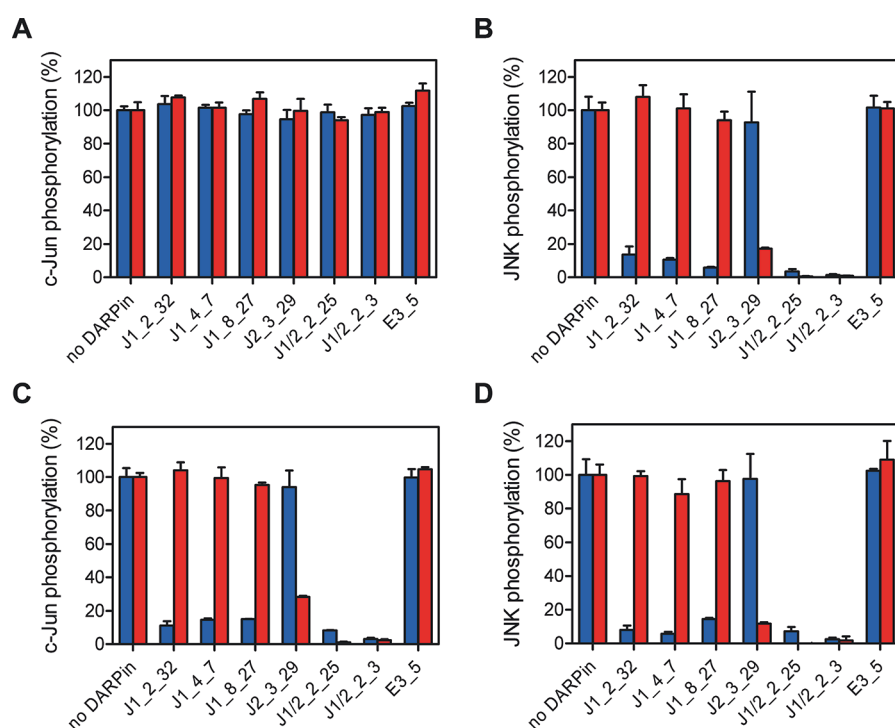 A
c-Jun phosphorylation (%)
120
100
80
60
40
20
0
no DARPin
J1_2_32
J1_4_7
J1_8_27
J2_3_29
J1/2_2_25
J1/2_2_3
E3_5
B
JNK phosphorylation (%)
120
100
80
60
40
20
0
no DARPin
J1_2_32
J1_4_7
J1_8_27
J2_3_29
J1/2_2_25
J1/2_2_3
E3_5
C
c-Jun phosphorylation (%)
120
100
80
60
40
20
0
no DARPin
J1_2_32
J1_4_7
J1_8_27
J2_3_29
J1/2_2_25
J1/2_2_3
E3_5
D
JNK phosphorylation (%)
120
100
80
60
40
20
0
no DARPin
J1_2_32
J1_4_7
J1_8_27
J2_3_29
J1/2_2_25
J1/2_2_3
E3_5